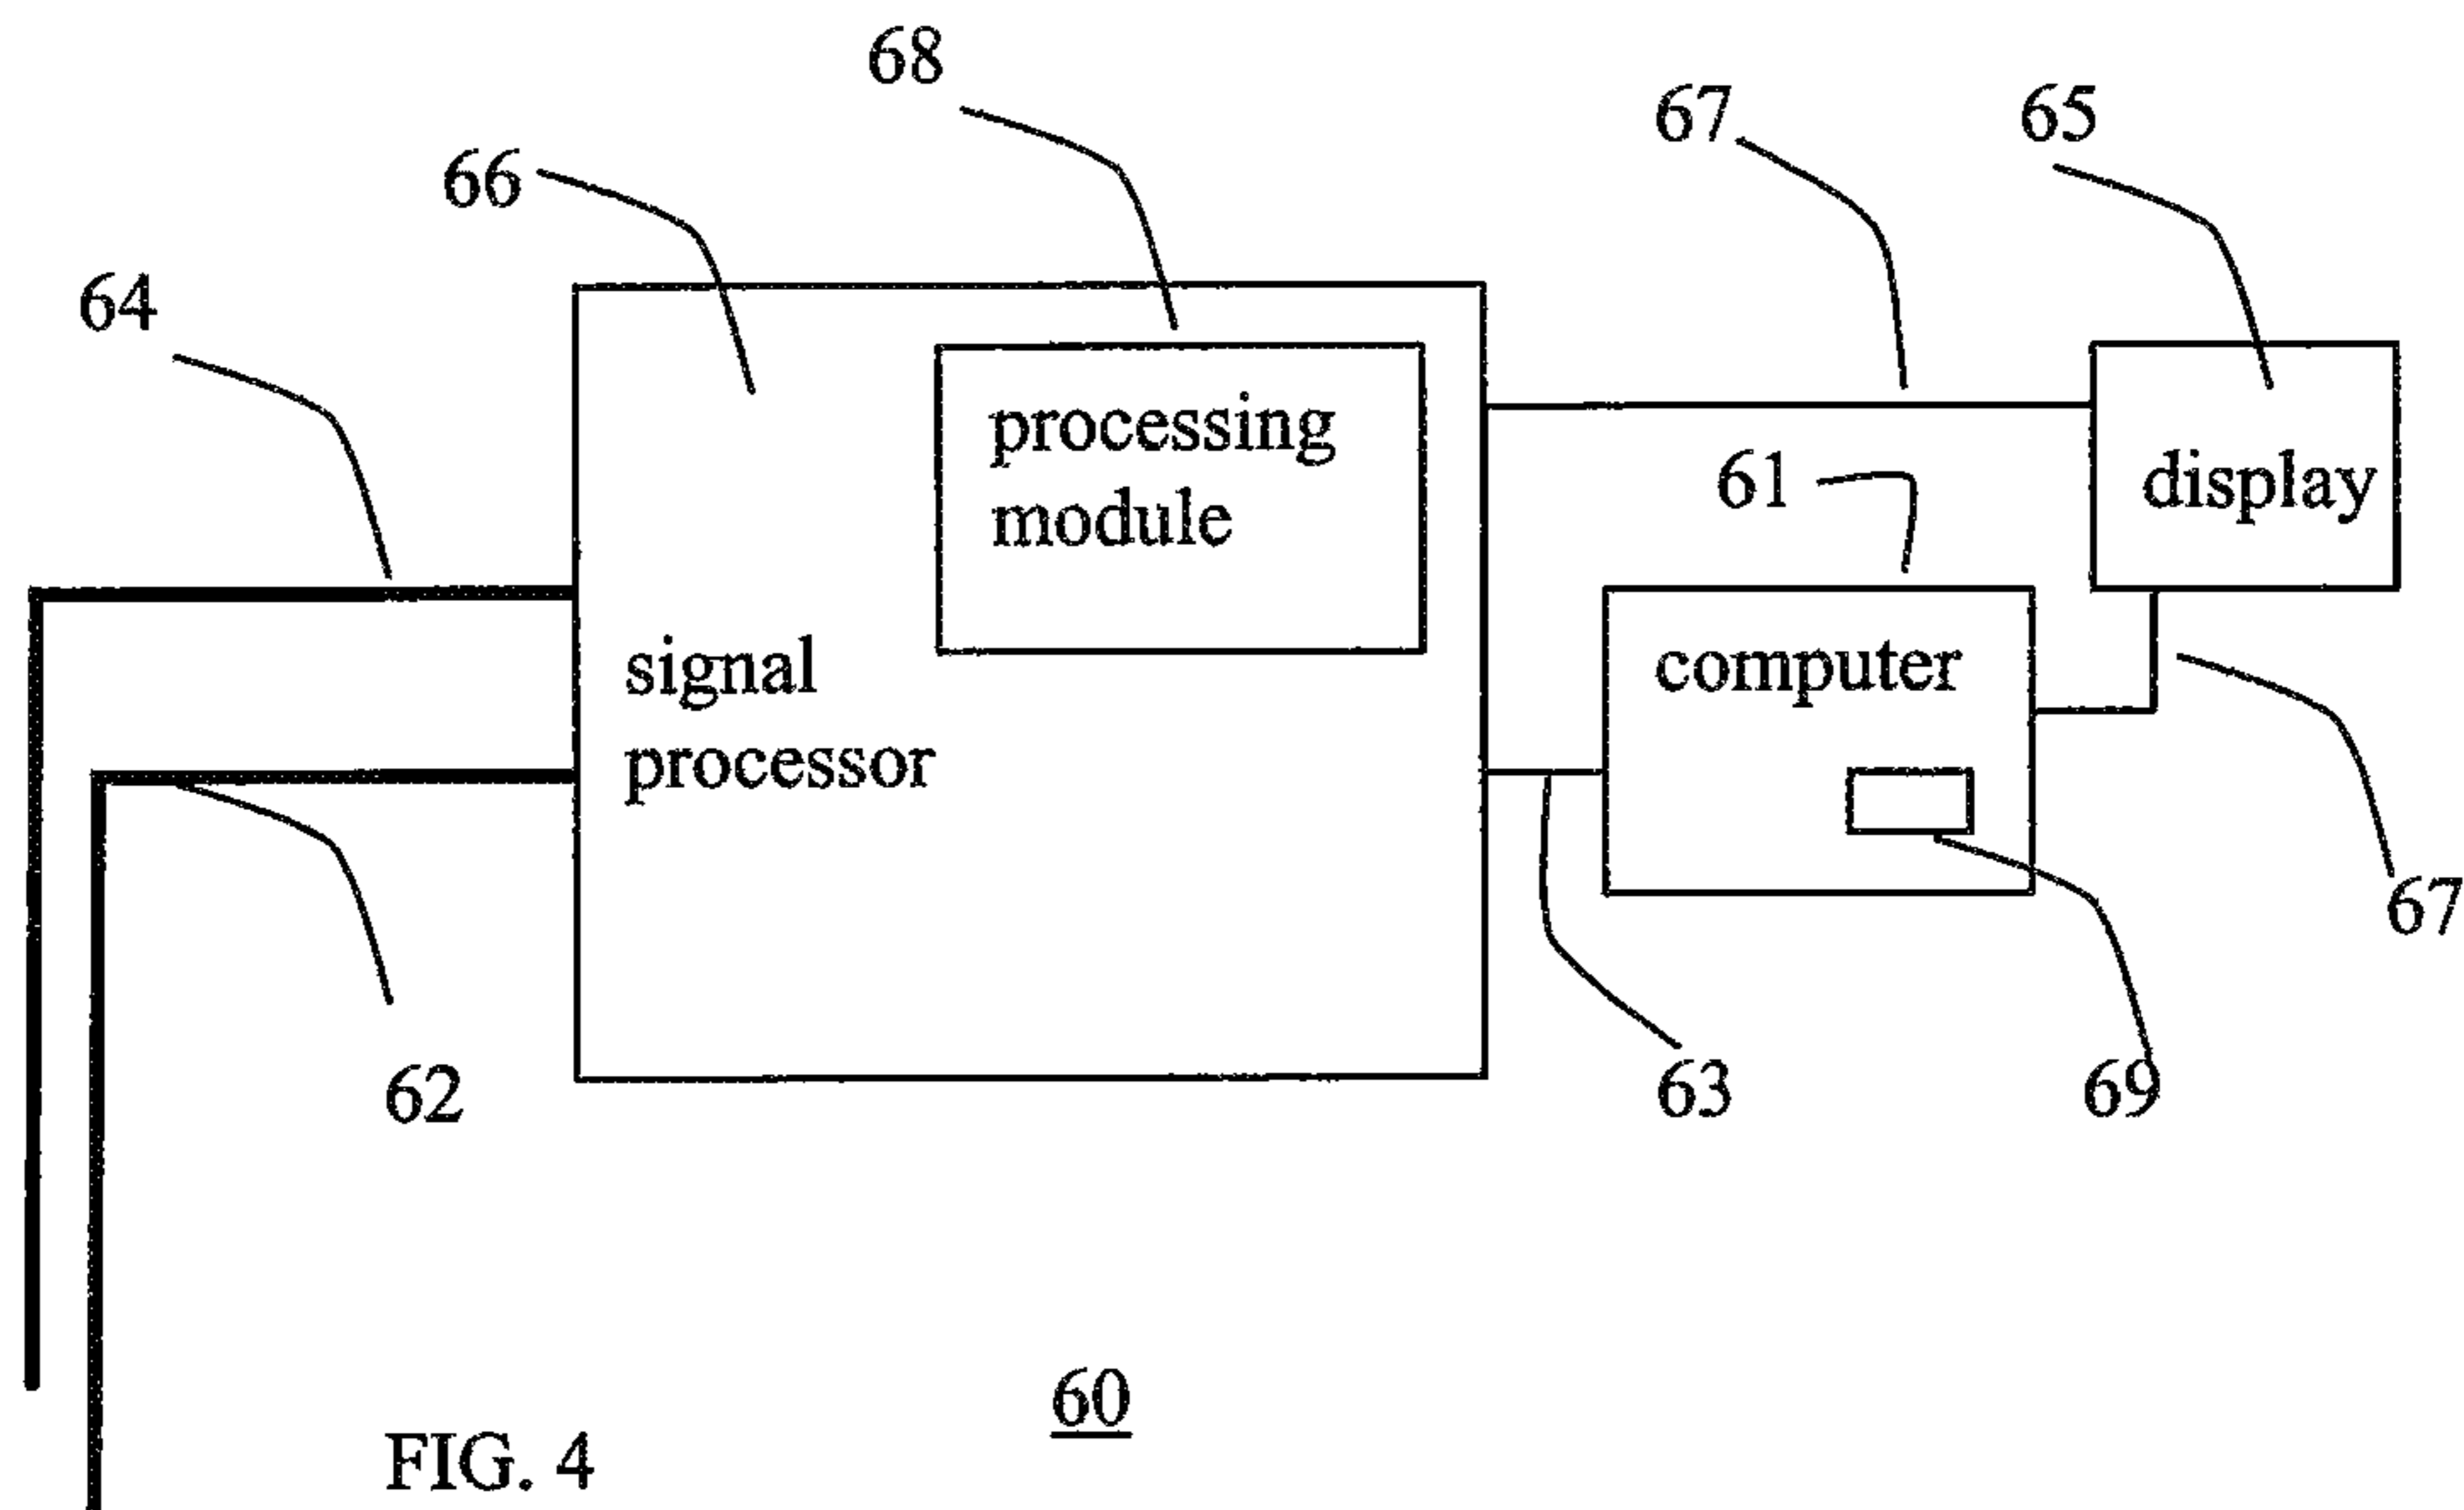 68
67
65
66
64
processing
module
61
display
signal
processor
computer
67
62
63
69
60
FIG. 4